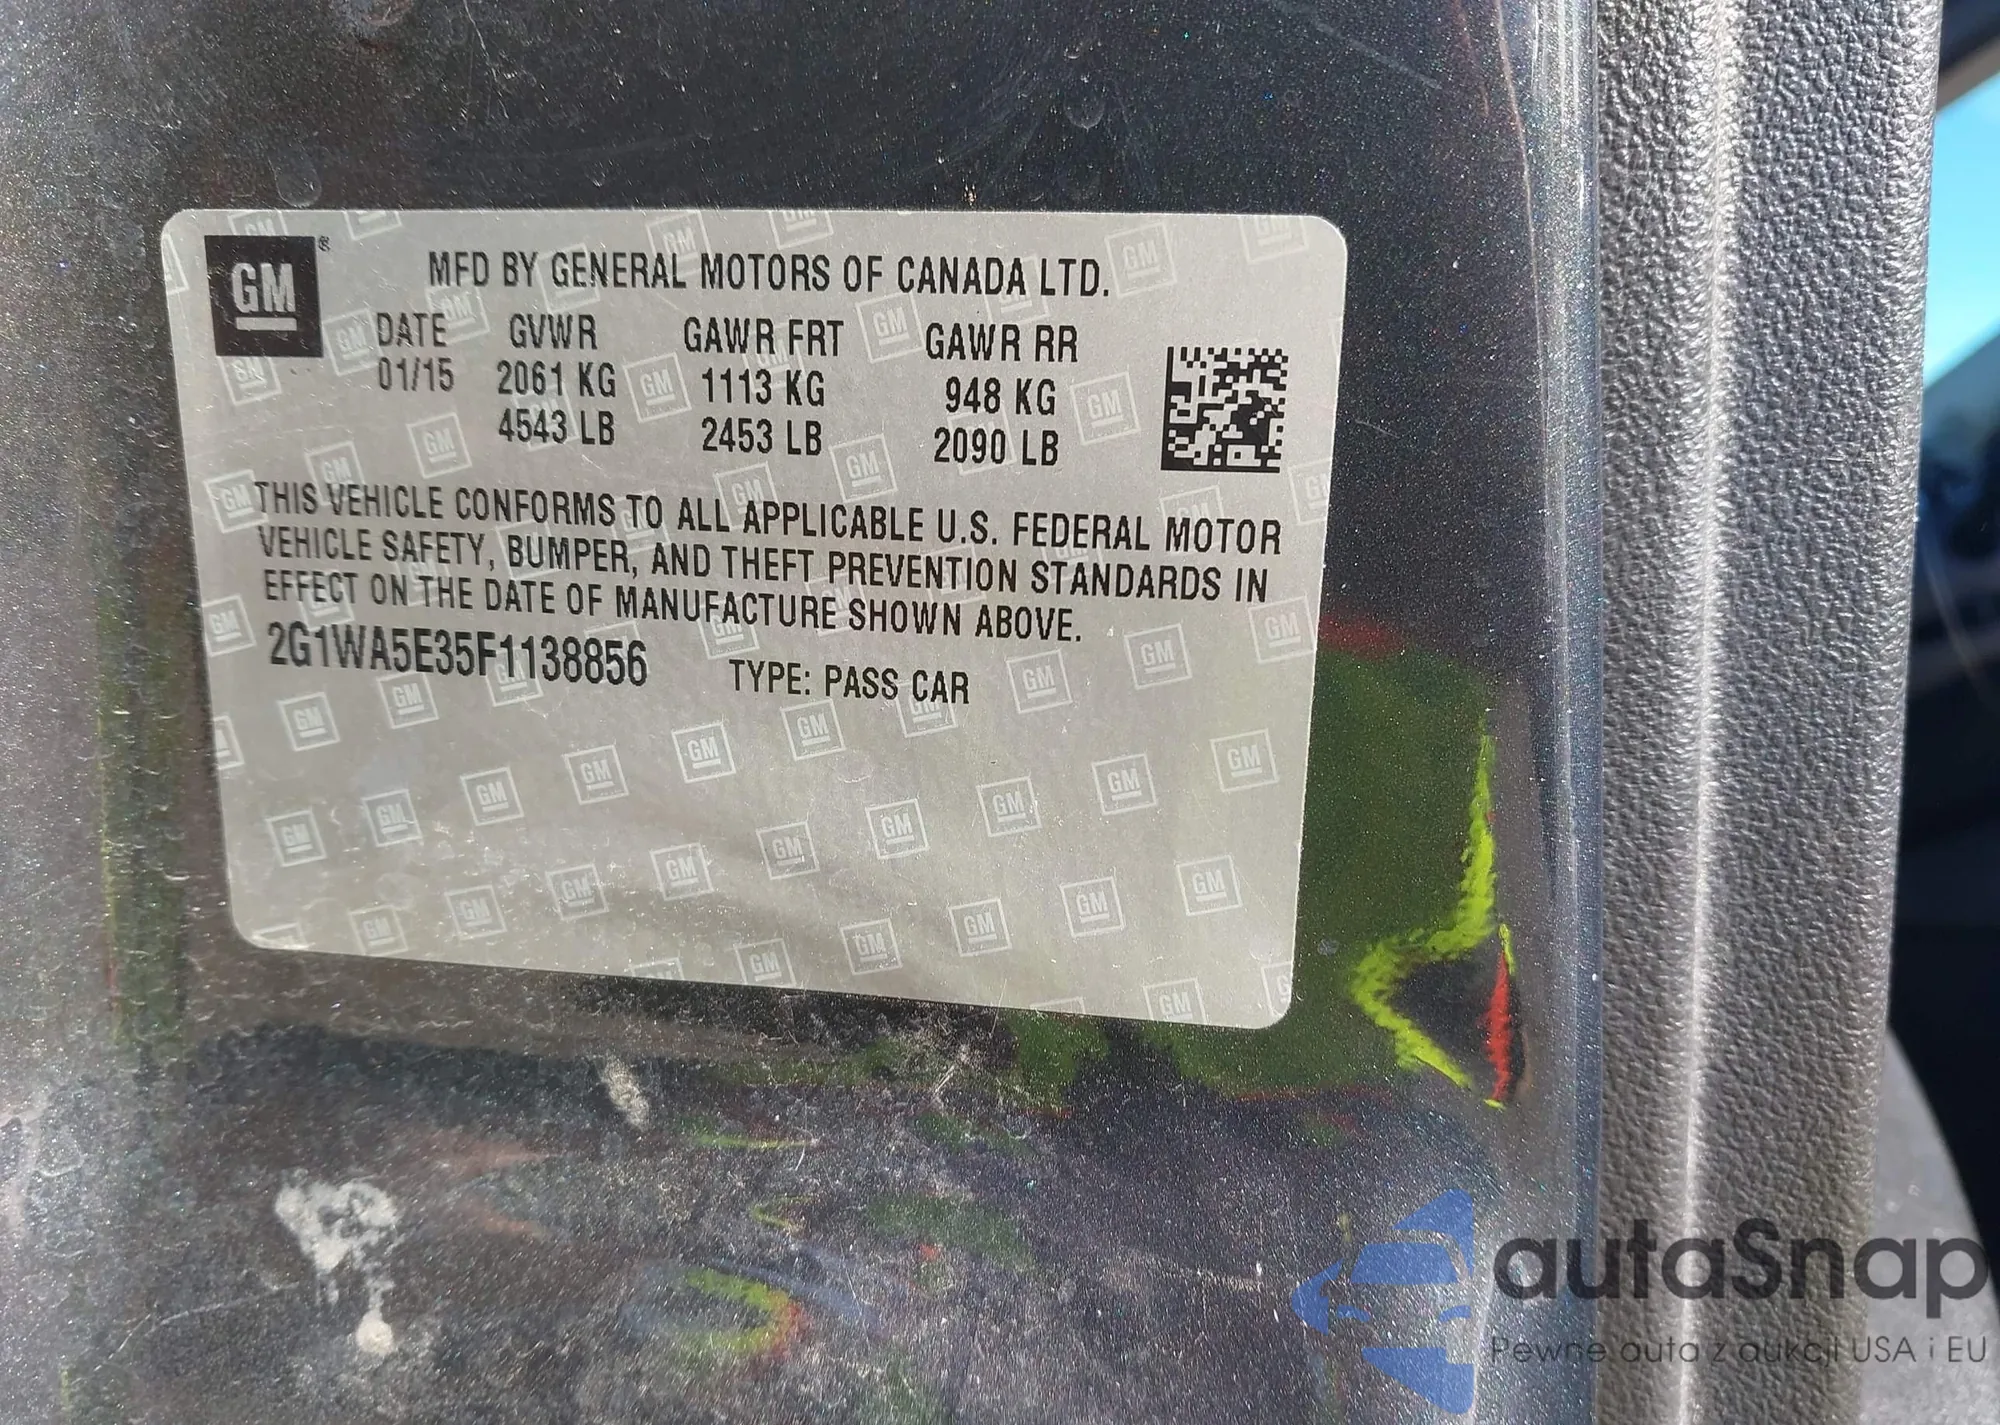 GM ®
MFD BY GENERAL MOTORS OF CANADA LTD.
DATE GVWR GAWR FRT GAWR RR
01/15 2061 KG 1113 KG 948 KG
4543 LB 2453 LB 2090 LB
THIS VEHICLE CONFORMS TO ALL APPLICABLE U.S. FEDERAL MOTOR
VEHICLE SAFETY, BUMPER, AND THEFT PREVENTION STANDARDS IN
EFFECT ON THE DATE OF MANUFACTURE SHOWN ABOVE.
2G1WA5E35F1138856 TYPE: PASS CAR
autaSnap
Pewne auta z aukcji USA i EU